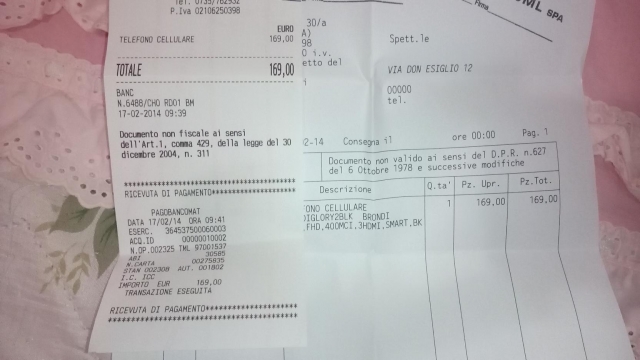 Tel. 0735/762932
P.Iva 02106250398
EURO
TELEFONO CELLULARE 169,00
TOTALE 169,00
BANC
N.6488/CHO RD01 BM
17-02-2014 09:39
Documento non fiscale ai sensi
dell'Art.1, comma 429, della legge del 30
dicembre 2004, n. 311
RICEVUTA DI PAGAMENTO**********************
PAGOBANCOMAT
DATA 17/02/14 ORA 09:41
ESERC. 364537500060003
ACQ.ID 00000010002
N.OP.002325 TML 97001537
ABI 30585
N.CARTA 00275835
STAN 002308 AUT. 001802
I.C. ICC
IMPORTO EUR 169,00
TRANSAZIONE ESEGUITA
RICEVUTA DI PAGAMENTO**********************
OML SPA
Firma
30/a
A)
98
0 i.v.
etto del
Spett.le
VIA DON ESIGLIO 12
00000
tel.
02-14 Consegna il ore 00:00 Pag. 1
Documento non valido ai sensi del D.P.R. n.627
del 6 Ottobre 1978 e successive modifiche
Descrizione Q.ta' Pz. Upr. Pz.Tot.
FONO CELLULARE 1 169,00 169,00
DIGLORY2BLK BRONDI
,FHD,400MCI,3HDMI,SMART,BK